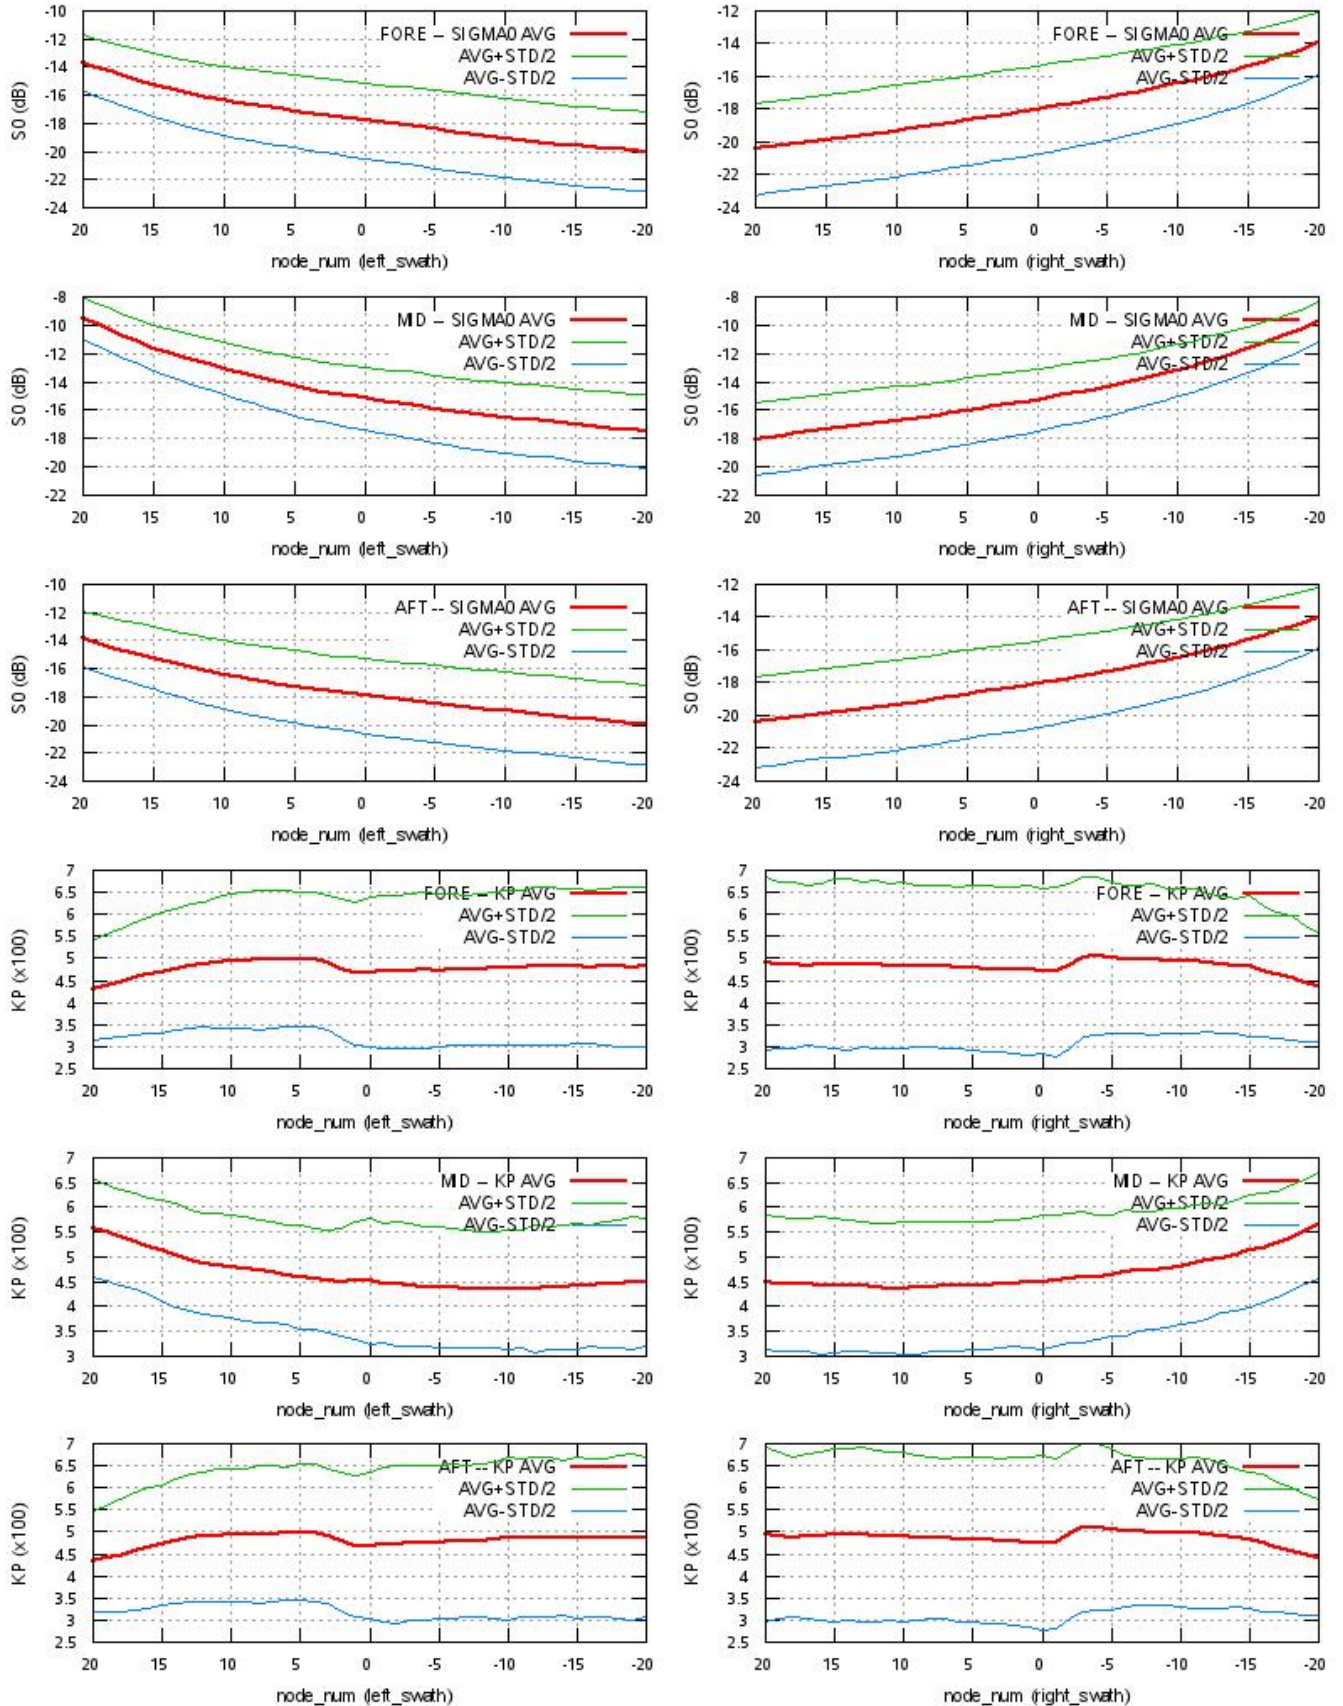 FORE -- SIGMA0 AVG
AVG+STD/2
AVG-STD/2
S0 (dB)
-10
-12
-14
-16
-18
-20
-22
-24
20 15 10 5 0 -5 -10 -15 -20
node_num (left_swath)
FORE -- SIGMA0 AVG
AVG+STD/2
AVG-STD/2
S0 (dB)
-12
-14
-16
-18
-20
-22
-24
20 15 10 5 0 -5 -10 -15 -20
node_num (right_swath)
MID -- SIGMA0 AVG
AVG+STD/2
AVG-STD/2
S0 (dB)
-8
-10
-12
-14
-16
-18
-20
-22
20 15 10 5 0 -5 -10 -15 -20
node_num (left_swath)
MID -- SIGMA0 AVG
AVG+STD/2
AVG-STD/2
S0 (dB)
-8
-10
-12
-14
-16
-18
-20
-22
20 15 10 5 0 -5 -10 -15 -20
node_num (right_swath)
AFT -- SIGMA0 AVG
AVG+STD/2
AVG-STD/2
S0 (dB)
-10
-12
-14
-16
-18
-20
-22
-24
20 15 10 5 0 -5 -10 -15 -20
node_num (left_swath)
AFT -- SIGMA0 AVG
AVG+STD/2
AVG-STD/2
S0 (dB)
-12
-14
-16
-18
-20
-22
-24
20 15 10 5 0 -5 -10 -15 -20
node_num (right_swath)
FORE -- KP AVG
AVG+STD/2
AVG-STD/2
KP (x100)
7
6.5
6
5.5
5
4.5
4
3.5
3
2.5
20 15 10 5 0 -5 -10 -15 -20
node_num (left_swath)
FORE -- KP AVG
AVG+STD/2
AVG-STD/2
KP (x100)
7
6.5
6
5.5
5
4.5
4
3.5
3
2.5
20 15 10 5 0 -5 -10 -15 -20
node_num (right_swath)
MID -- KP AVG
AVG+STD/2
AVG-STD/2
KP (x100)
7
6.5
6
5.5
5
4.5
4
3.5
3
20 15 10 5 0 -5 -10 -15 -20
node_num (left_swath)
MID -- KP AVG
AVG+STD/2
AVG-STD/2
KP (x100)
7
6.5
6
5.5
5
4.5
4
3.5
3
20 15 10 5 0 -5 -10 -15 -20
node_num (right_swath)
AFT -- KP AVG
AVG+STD/2
AVG-STD/2
KP (x100)
7
6.5
6
5.5
5
4.5
4
3.5
3
2.5
20 15 10 5 0 -5 -10 -15 -20
node_num (left_swath)
AFT -- KP AVG
AVG+STD/2
AVG-STD/2
KP (x100)
7
6.5
6
5.5
5
4.5
4
3.5
3
2.5
20 15 10 5 0 -5 -10 -15 -20
node_num (right_swath)